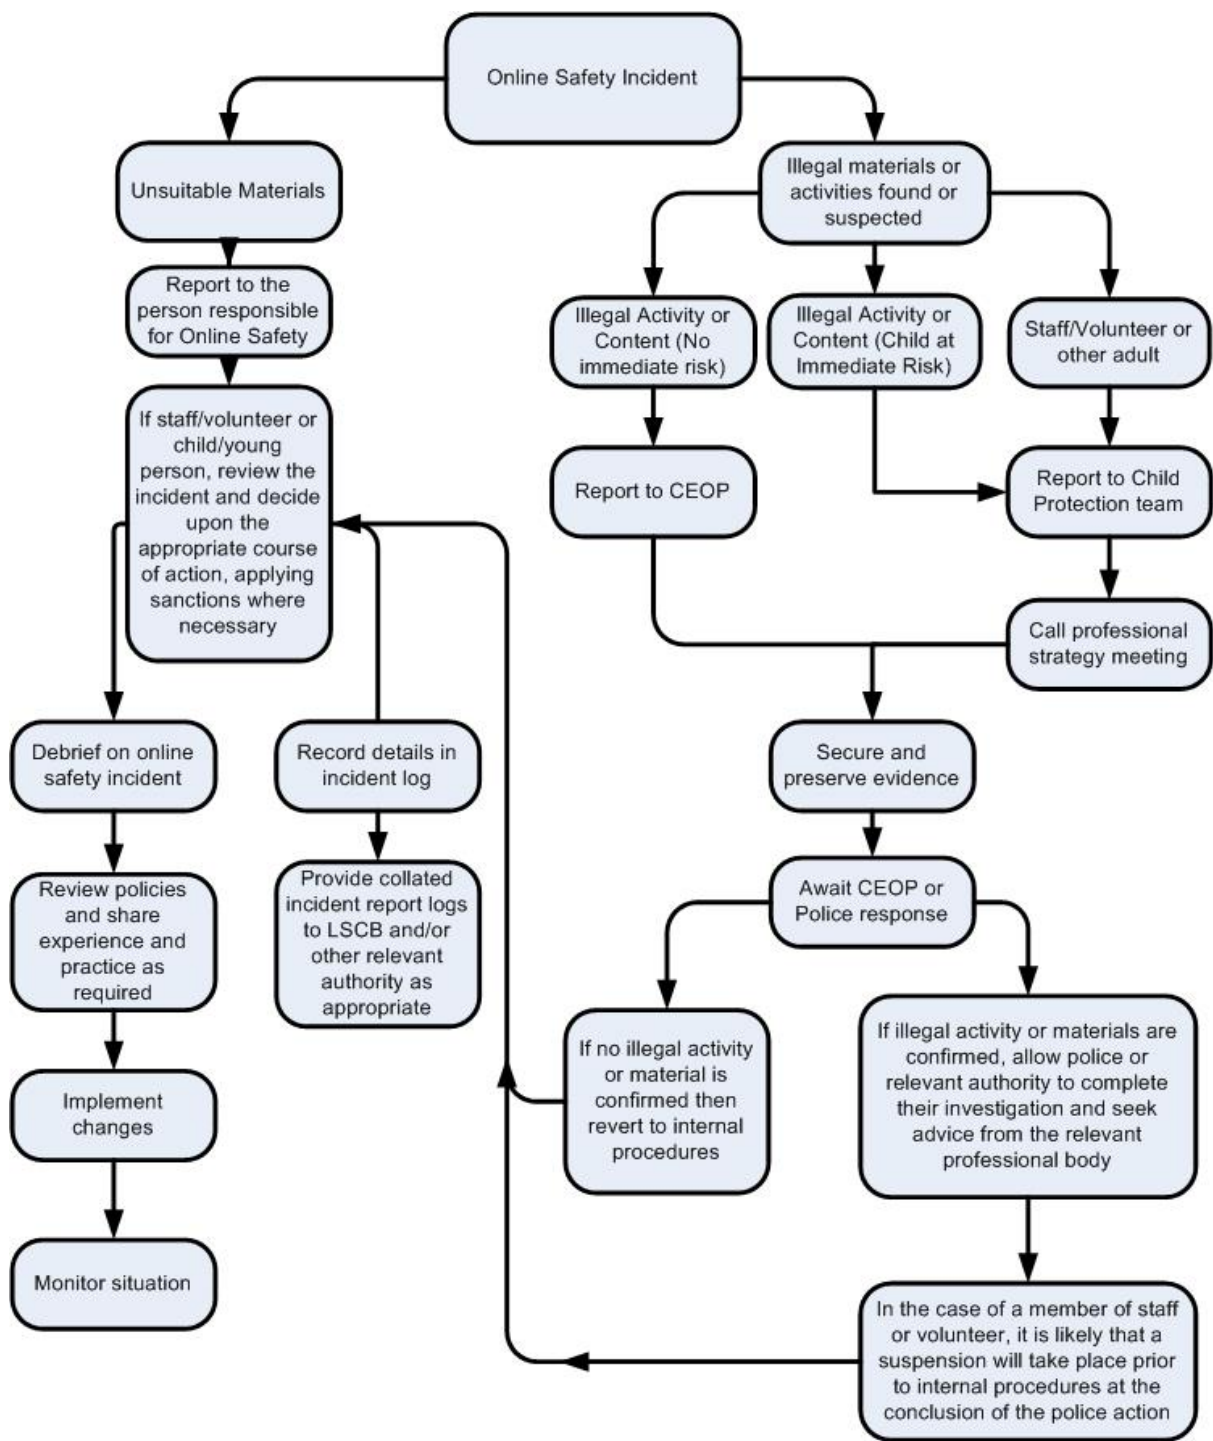 Online Safety Incident
Unsuitable Materials
Report to the
person responsible
for Online Safety
If staff/volunteer or
child/young
person, review the
incident and decide
upon the
appropriate course
of action, applying
sanctions where
necessary
Debrief on online
safety incident
Review policies
and share
experience and
practice as
required
Implement
changes
Monitor situation
Record details in
incident log
Provide collated
incident report logs
to LSCB and/or
other relevant
authority as
appropriate
Illegal materials or
activities found or
suspected
Illegal Activity or
Content (No
immediate risk)
Report to CEOP
Illegal Activity or
Content (Child at
Immediate Risk)
Staff/Volunteer or
other adult
Report to Child
Protection team
Call professional
strategy meeting
Secure and
preserve evidence
Await CEOP or
Police response
If no illegal activity
or material is
confirmed then
revert to internal
procedures
If illegal activity or materials are
confirmed, allow police or
relevant authority to complete
their investigation and seek
advice from the relevant
professional body
In the case of a member of staff
or volunteer, it is likely that a
suspension will take place prior
to internal procedures at the
conclusion of the police action